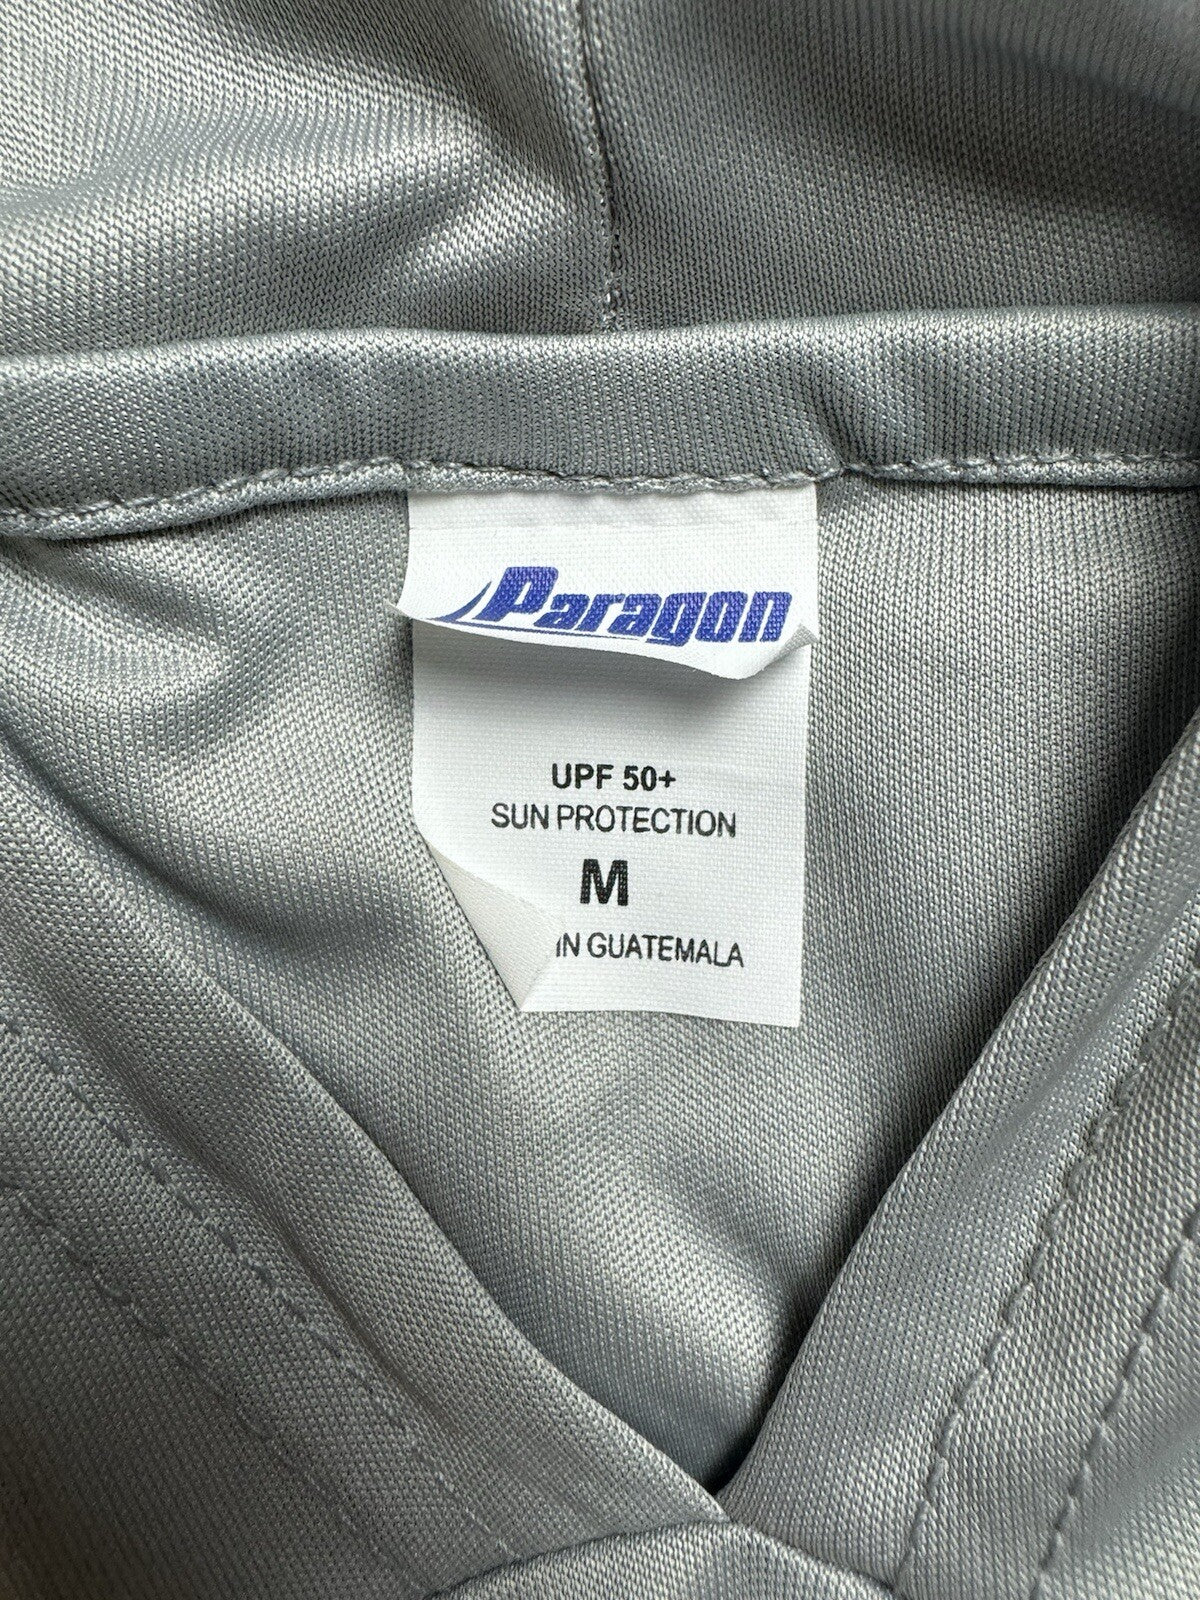 Paragon
UPF 50+
SUN PROTECTION
M
IN GUATEMALA